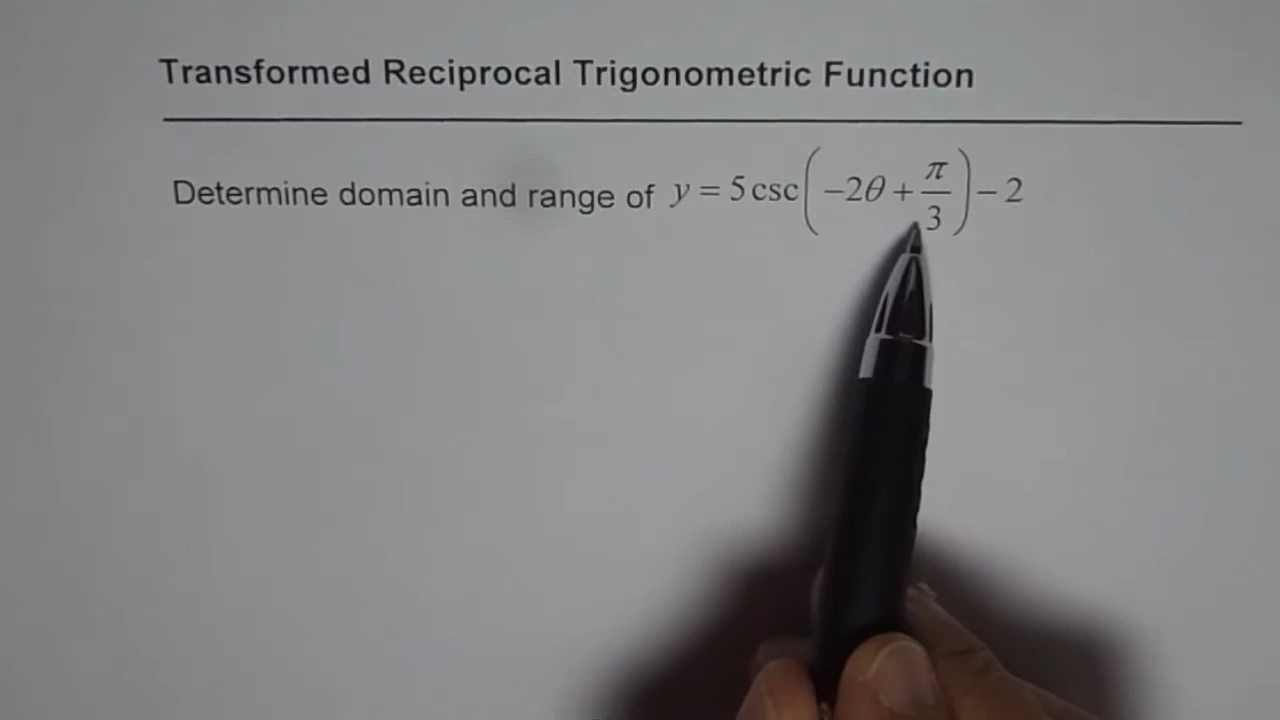 Transformed Reciprocal Trigonometric Function
Determine domain and range of y = 5 csc(−2θ + π/3) − 2